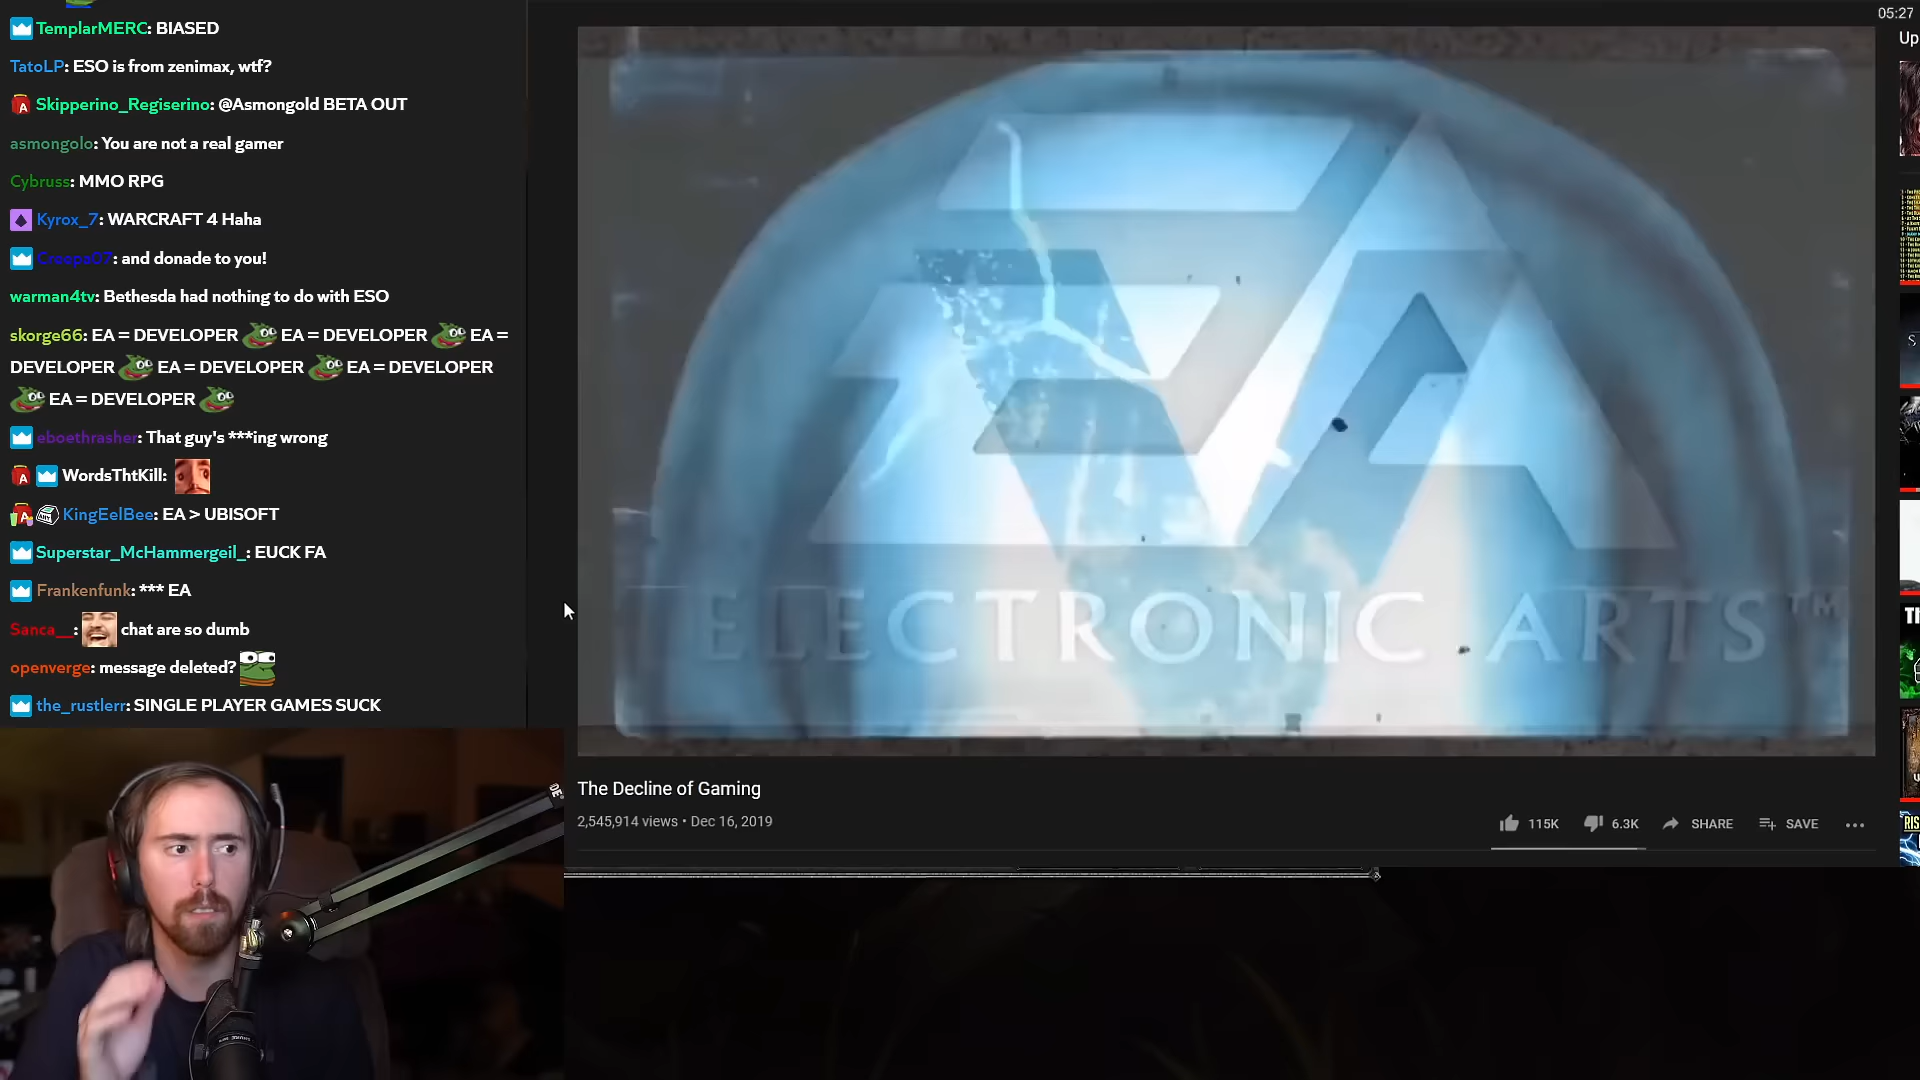 TemplarMERC: BIASED
TatoLP: ESO is from zenimax, wtf?
Skipperino_Regiserino: @Asmongold BETA OUT
asmongolo: You are not a real gamer
Cybruss: MMO RPG
Kyrox_7: WARCRAFT 4 Haha
Creepa07: and donade to you!
warman4tv: Bethesda had nothing to do with ESO
skorge66: EA = DEVELOPER EA = DEVELOPER EA =
DEVELOPER EA = DEVELOPER EA = DEVELOPER
EA = DEVELOPER
eboethrasher: That guy's ***ing wrong
WordsThtKill:
KingEelBee: EA > UBISOFT
Superstar_McHammergeil_: EUCK FA
Frankenfunk: *** EA
Sanca__: chat are so dumb
openverge: message deleted?
the_rustlerr: SINGLE PLAYER GAMES SUCK
05:27
Up
ELECTRONIC ARTS™
The Decline of Gaming
2,545,914 views • Dec 16, 2019
115K 6.3K SHARE SAVE